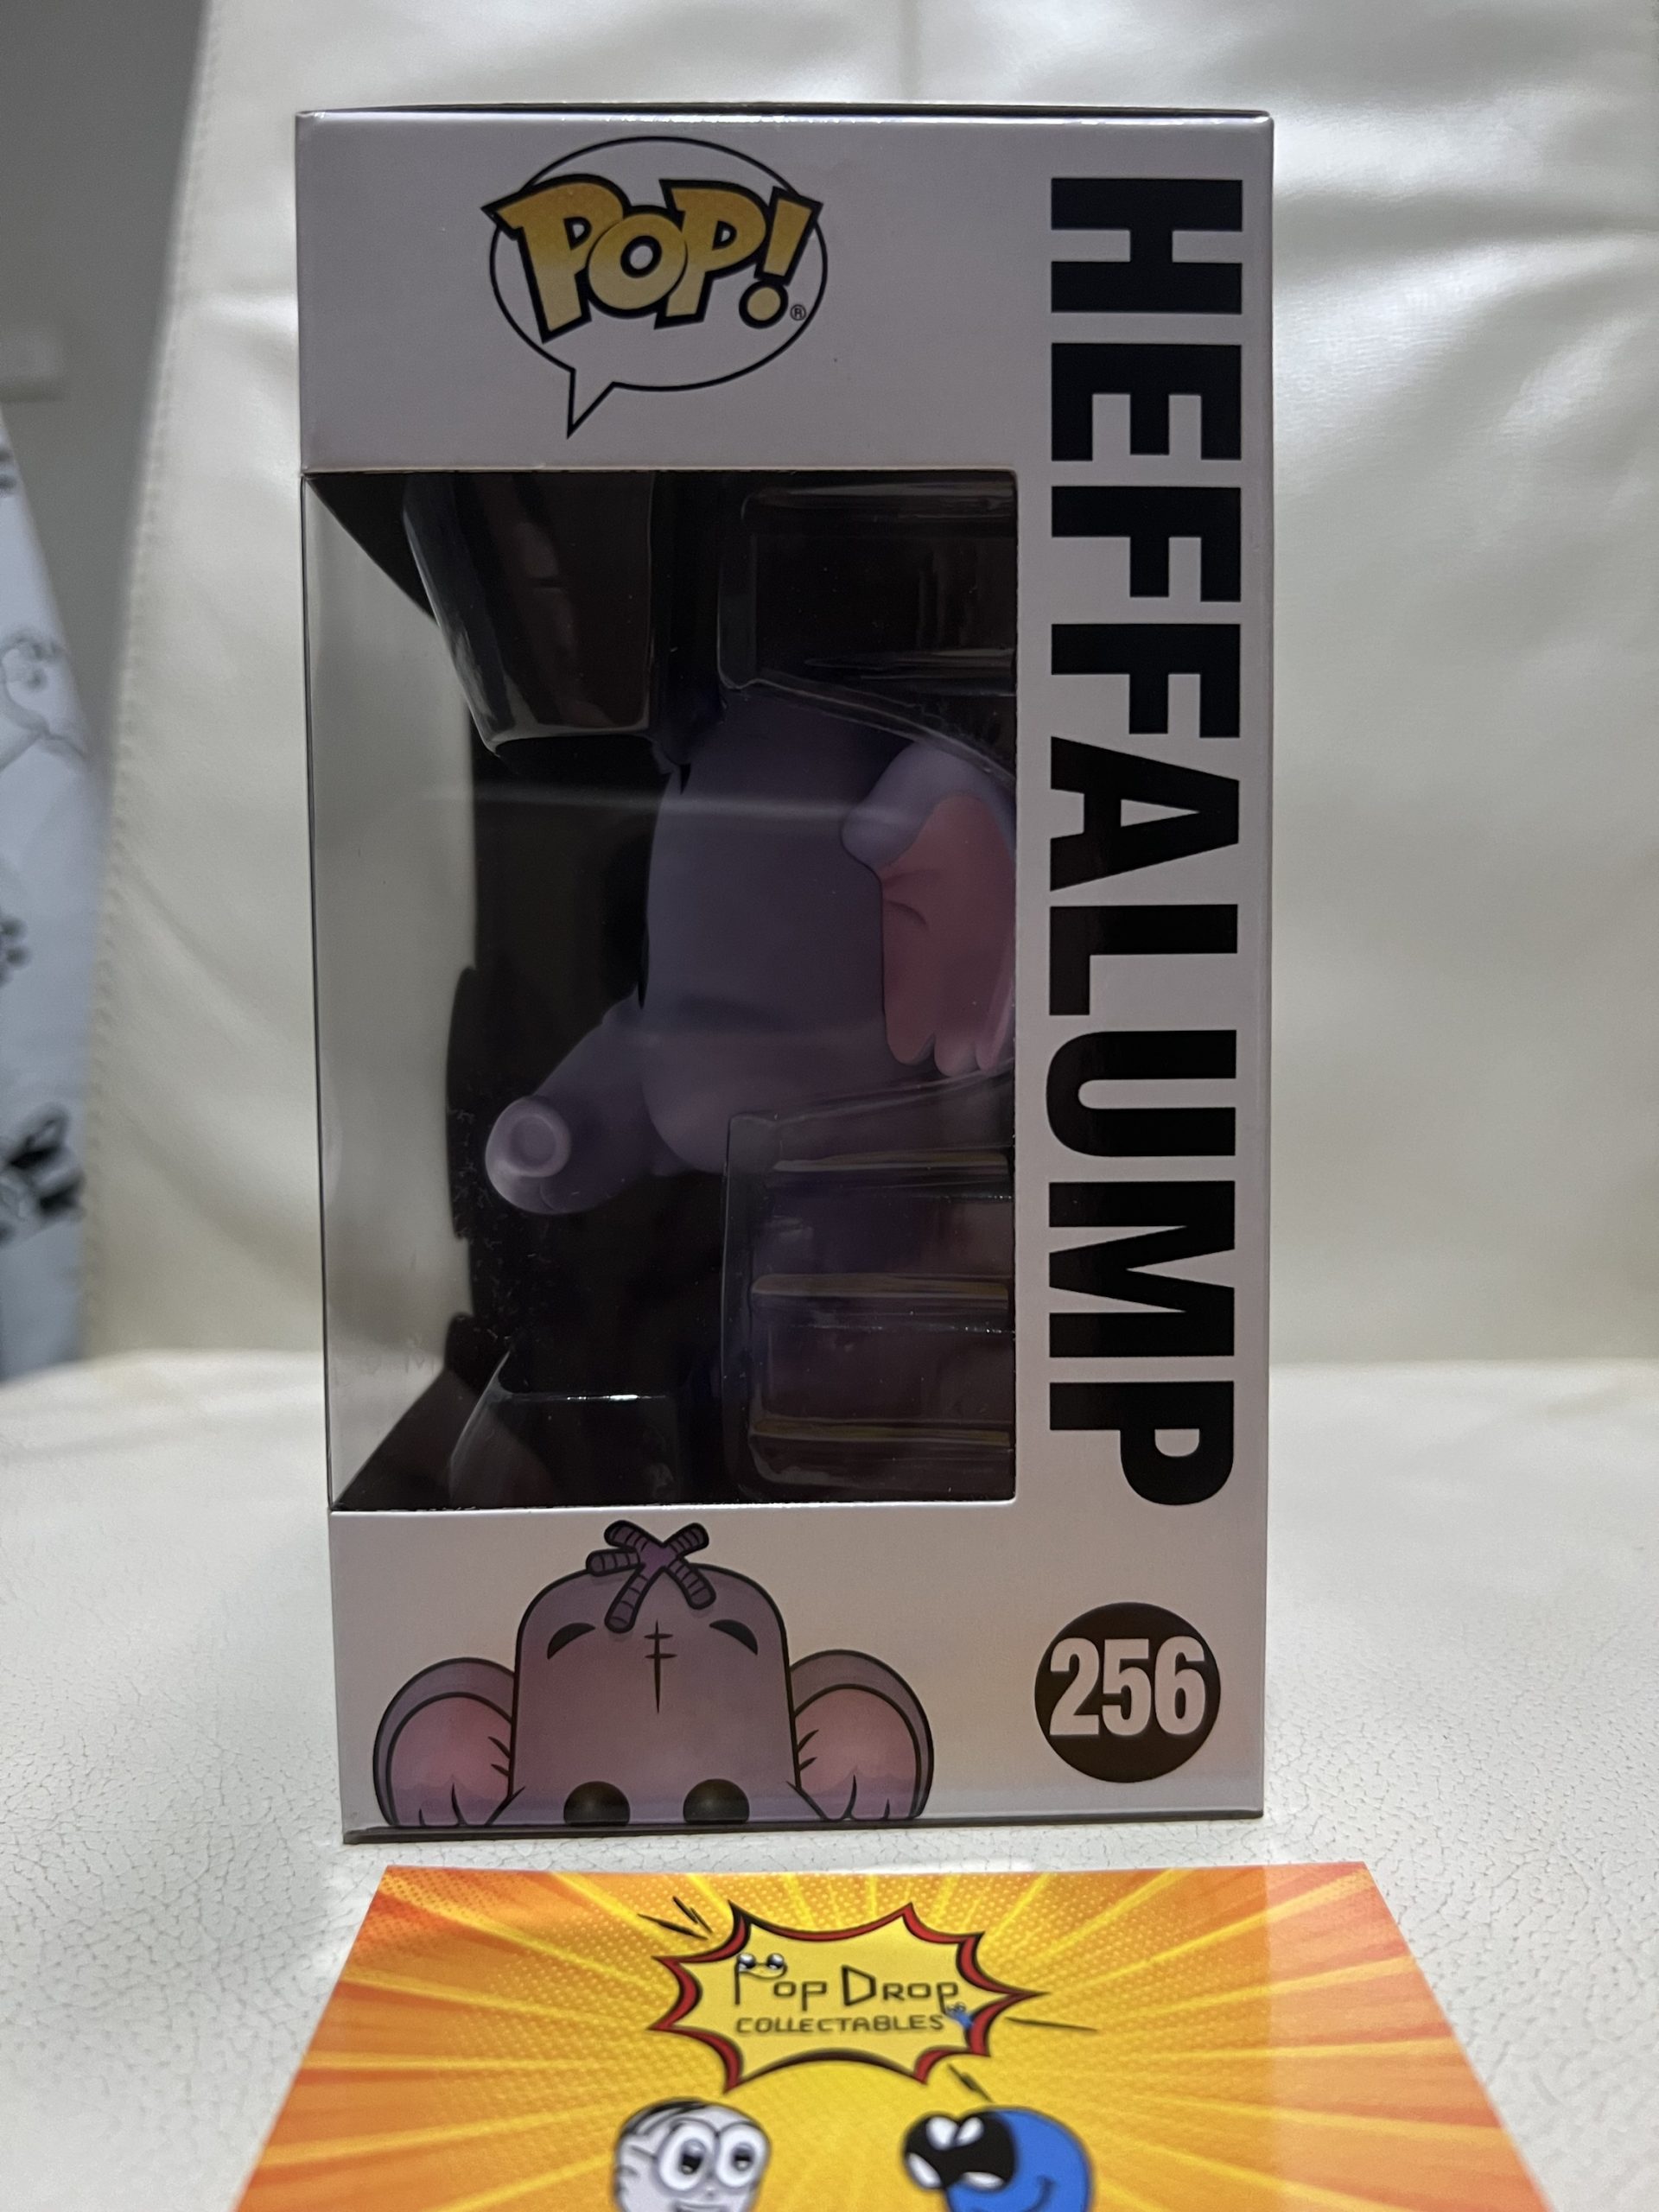 POP!®
HEFFALUMP
256
POP DROP
COLLECTABLES